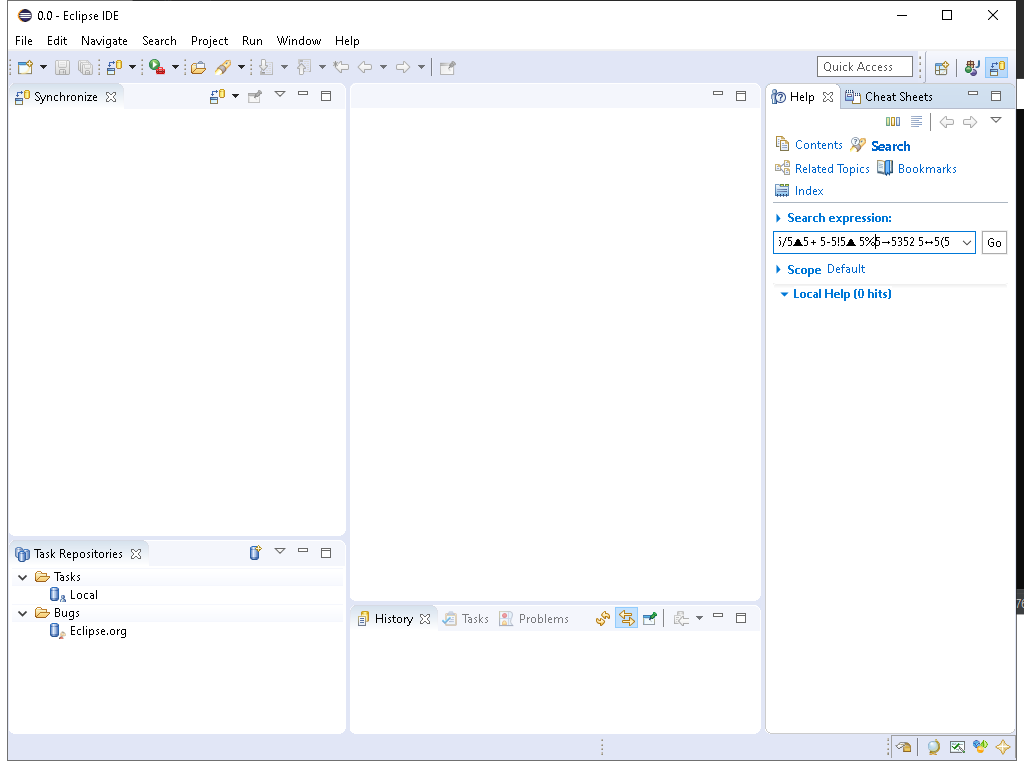 0.0 - Eclipse IDE
File Edit Navigate Search Project Run Window Help
Quick Access
Synchronize
Help Cheat Sheets
Contents Search
Related Topics Bookmarks
Index
Search expression:
5/5▲5+ 5-5!5▲ 5%5→5352 5↔5(5 Go
Scope Default
Local Help (0 hits)
Task Repositories
Tasks
Local
Bugs
Eclipse.org
History Tasks Problems